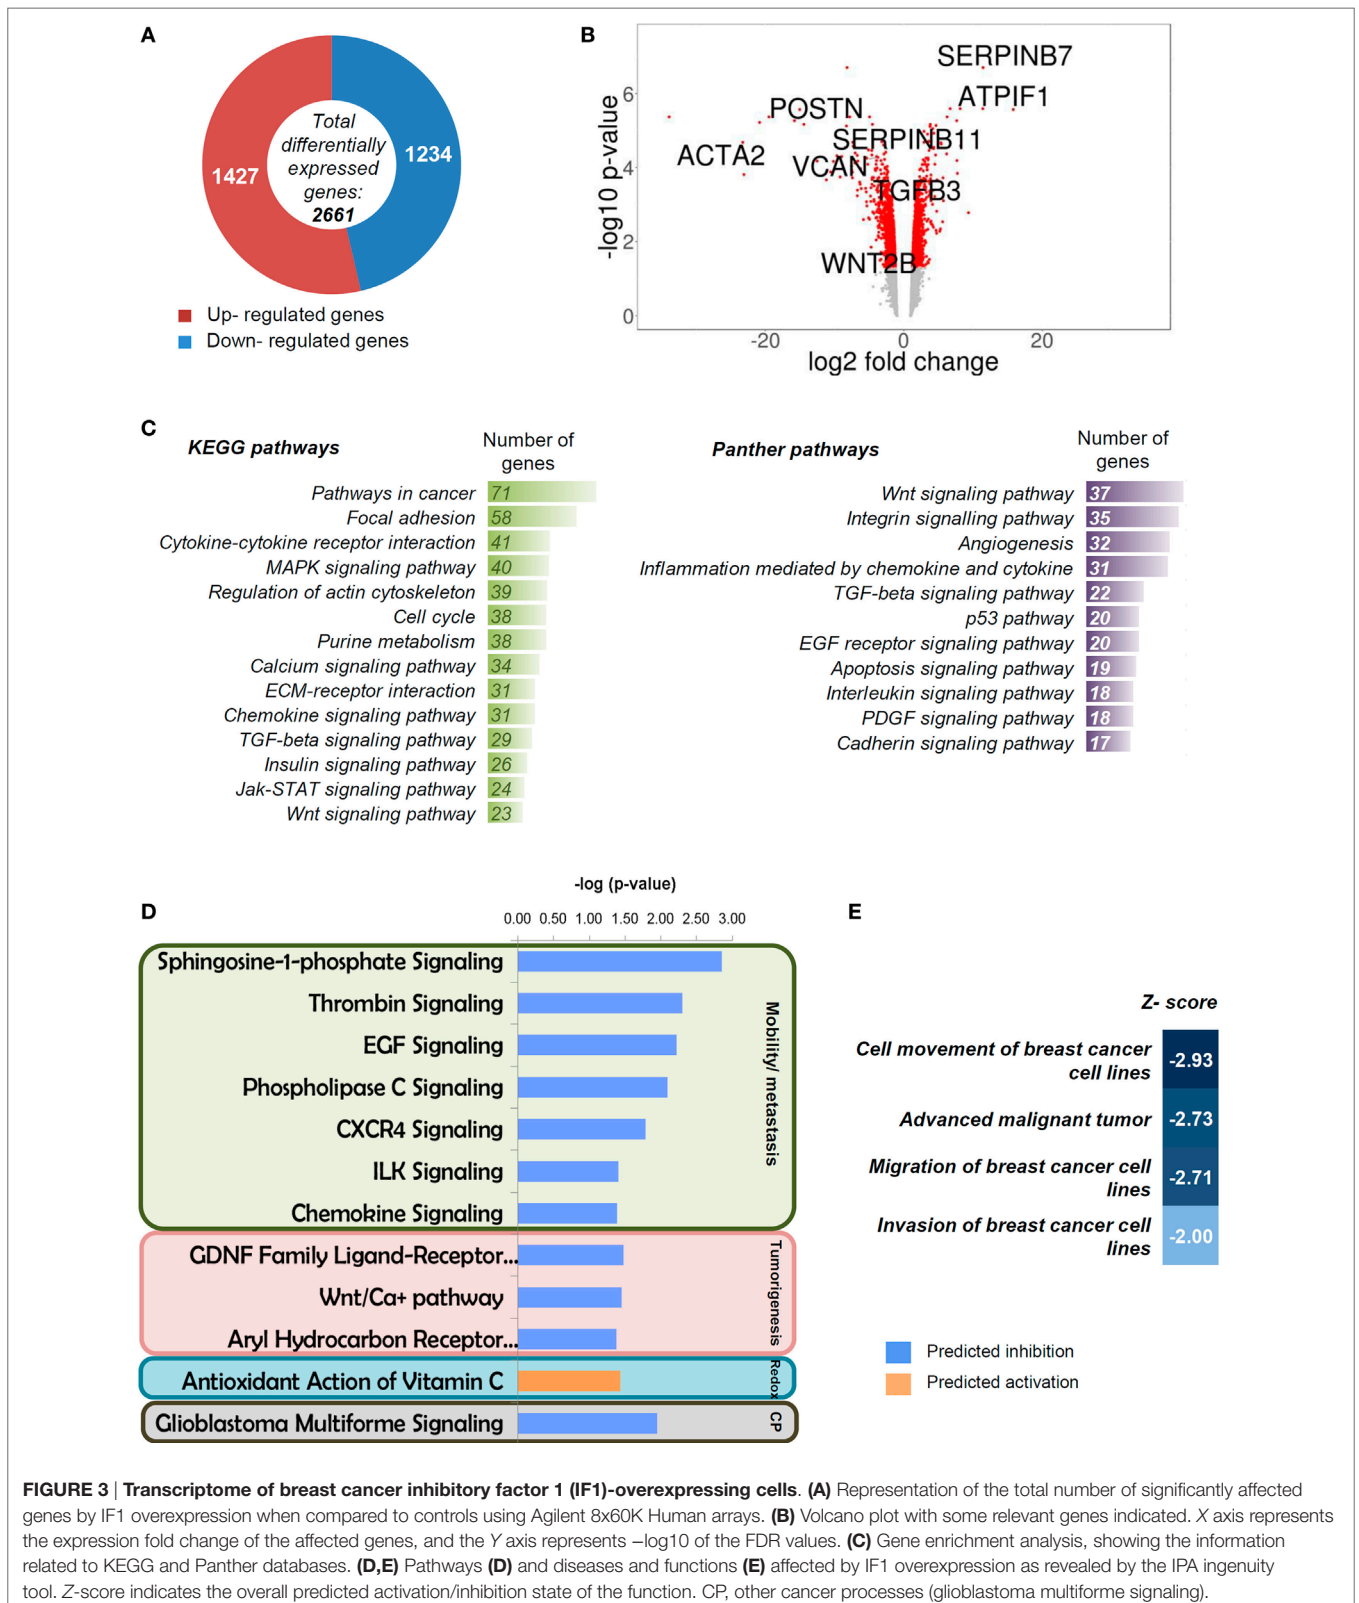 A
Total
differentially
expressed
genes:
2661
1427
1234
Up- regulated genes
Down- regulated genes
B
-log10 p-value
6
4
2
0
SERPINB7
ATPIF1
POSTN
SERPINB11
ACTA2
VCAN
TGFB3
WNT2B
-20 0 20
log2 fold change
C
KEGG pathways
Number of
genes
Pathways in cancer 71
Focal adhesion 58
Cytokine-cytokine receptor interaction 41
MAPK signaling pathway 40
Regulation of actin cytoskeleton 39
Cell cycle 38
Purine metabolism 38
Calcium signaling pathway 34
ECM-receptor interaction 31
Chemokine signaling pathway 31
TGF-beta signaling pathway 29
Insulin signaling pathway 26
Jak-STAT signaling pathway 24
Wnt signaling pathway 23
Panther pathways
Number of
genes
Wnt signaling pathway 37
Integrin signalling pathway 35
Angiogenesis 32
Inflammation mediated by chemokine and cytokine 31
TGF-beta signaling pathway 22
p53 pathway 20
EGF receptor signaling pathway 20
Apoptosis signaling pathway 19
Interleukin signaling pathway 18
PDGF signaling pathway 18
Cadherin signaling pathway 17
D
-log (p-value)
0.00 0.50 1.00 1.50 2.00 2.50 3.00
Sphingosine-1-phosphate Signaling
Thrombin Signaling
EGF Signaling
Phospholipase C Signaling
CXCR4 Signaling
ILK Signaling
Chemokine Signaling
Mobility/ metastasis
GDNF Family Ligand-Receptor...
Wnt/Ca+ pathway
Aryl Hydrocarbon Receptor...
Tumorigenesis
Antioxidant Action of Vitamin C
Redox
Glioblastoma Multiforme Signaling
CP
E
Z- score
Cell movement of breast cancer
cell lines
-2.93
Advanced malignant tumor -2.73
Migration of breast cancer cell
lines
-2.71
Invasion of breast cancer cell
lines
-2.00
Predicted inhibition
Predicted activation
FIGURE 3 | Transcriptome of breast cancer inhibitory factor 1 (IF1)-overexpressing cells. (A) Representation of the total number of significantly affected
genes by IF1 overexpression when compared to controls using Agilent 8x60K Human arrays. (B) Volcano plot with some relevant genes indicated. X axis represents
the expression fold change of the affected genes, and the Y axis represents −log10 of the FDR values. (C) Gene enrichment analysis, showing the information
related to KEGG and Panther databases. (D,E) Pathways (D) and diseases and functions (E) affected by IF1 overexpression as revealed by the IPA ingenuity
tool. Z-score indicates the overall predicted activation/inhibition state of the function. CP, other cancer processes (glioblastoma multiforme signaling).